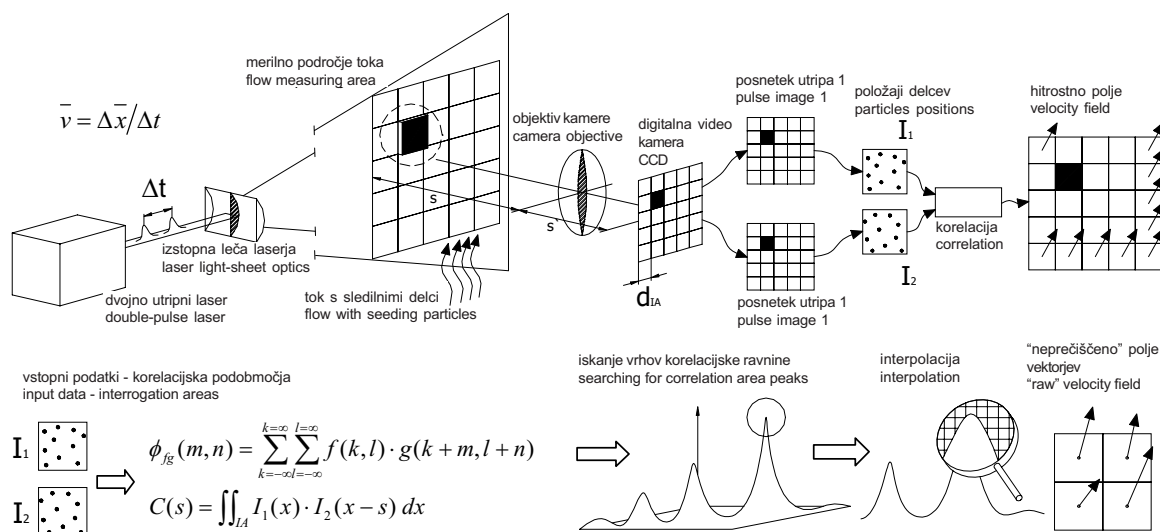 merilno področje toka
flow measuring area
v̅ = Δx̅/Δt
Δt
izstopna leča laserja
laser light-sheet optics
dvojno utripni laser
double-pulse laser
tok s sledilnimi delci
flow with seeding particles
s
s'
objektiv kamere
camera objective
digitalna video
kamera
CCD
d_IA
posnetek utripa 1
pulse image 1
posnetek utripa 1
pulse image 1
položaji delcev
particles positions
I₁
I₂
korelacija
correlation
hitrostno polje
velocity field
vstopni podatki - korelacijska podobmočja
input data - interrogation areas
I₁
I₂
ϕ_fg(m,n) = ∑_{k=-∞}^{k=∞} ∑_{l=-∞}^{l=∞} f(k,l) · g(k+m,l+n)
C(s) = ∬_IA I₁(x) · I₂(x−s) dx
iskanje vrhov korelacijske ravnine
searching for correlation area peaks
interpolacija
interpolation
“neprečiščeno” polje
vektorjev
“raw” velocity field